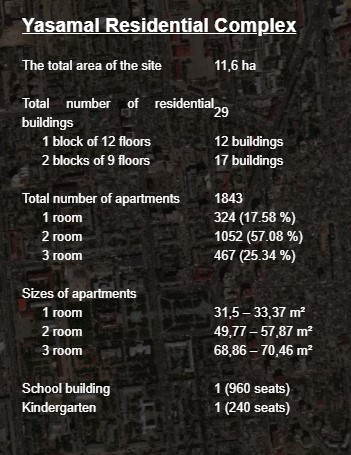 Yasamal Residential Complex
The total area of the site 11,6 ha
Total number of residential
buildings 29
1 block of 12 floors 12 buildings
2 blocks of 9 floors 17 buildings
Total number of apartments 1843
1 room 324 (17.58 %)
2 room 1052 (57.08 %)
3 room 467 (25.34 %)
Sizes of apartments
1 room 31,5 – 33,37 m²
2 room 49,77 – 57,87 m²
3 room 68,86 – 70,46 m²
School building 1 (960 seats)
Kindergarten 1 (240 seats)